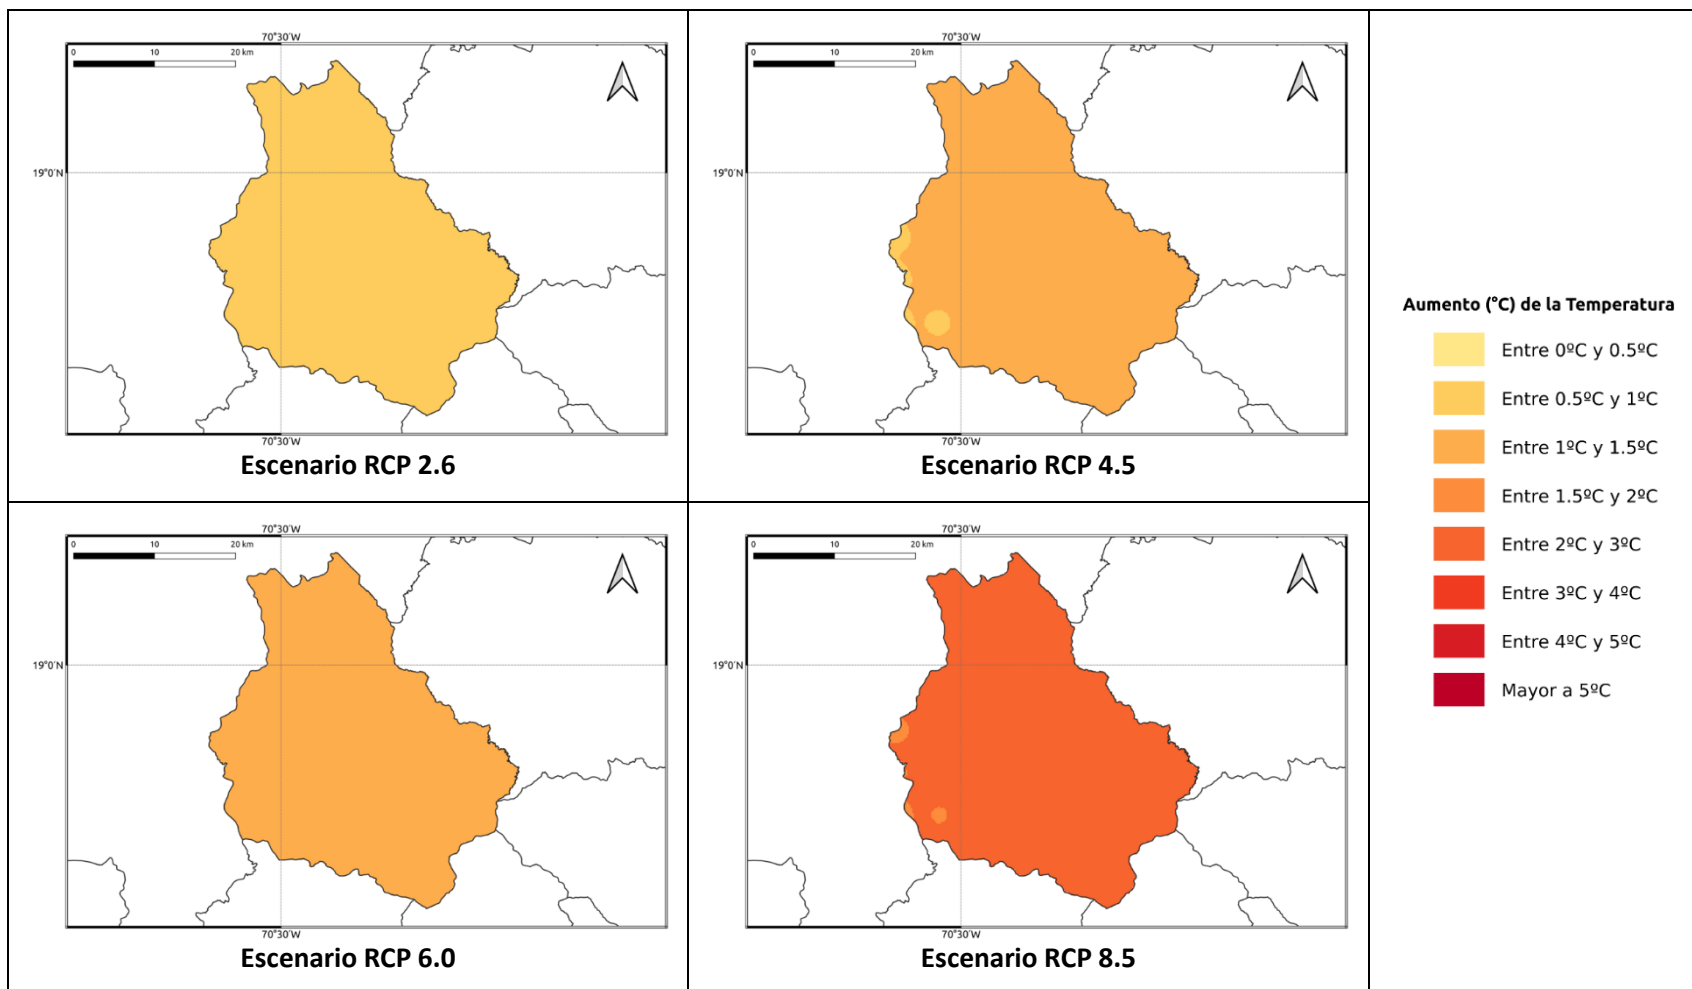 70°30'W
0 10 20 km
19°0'N
70°30'W
Escenario RCP 2.6
70°30'W
0 10 20 km
19°0'N
70°30'W
Escenario RCP 4.5
70°30'W
0 10 20 km
19°0'N
70°30'W
Escenario RCP 6.0
70°30'W
0 10 20 km
19°0'N
70°30'W
Escenario RCP 8.5
Aumento (°C) de la Temperatura
Entre 0ºC y 0.5ºC
Entre 0.5ºC y 1ºC
Entre 1ºC y 1.5ºC
Entre 1.5ºC y 2ºC
Entre 2ºC y 3ºC
Entre 3ºC y 4ºC
Entre 4ºC y 5ºC
Mayor a 5ºC